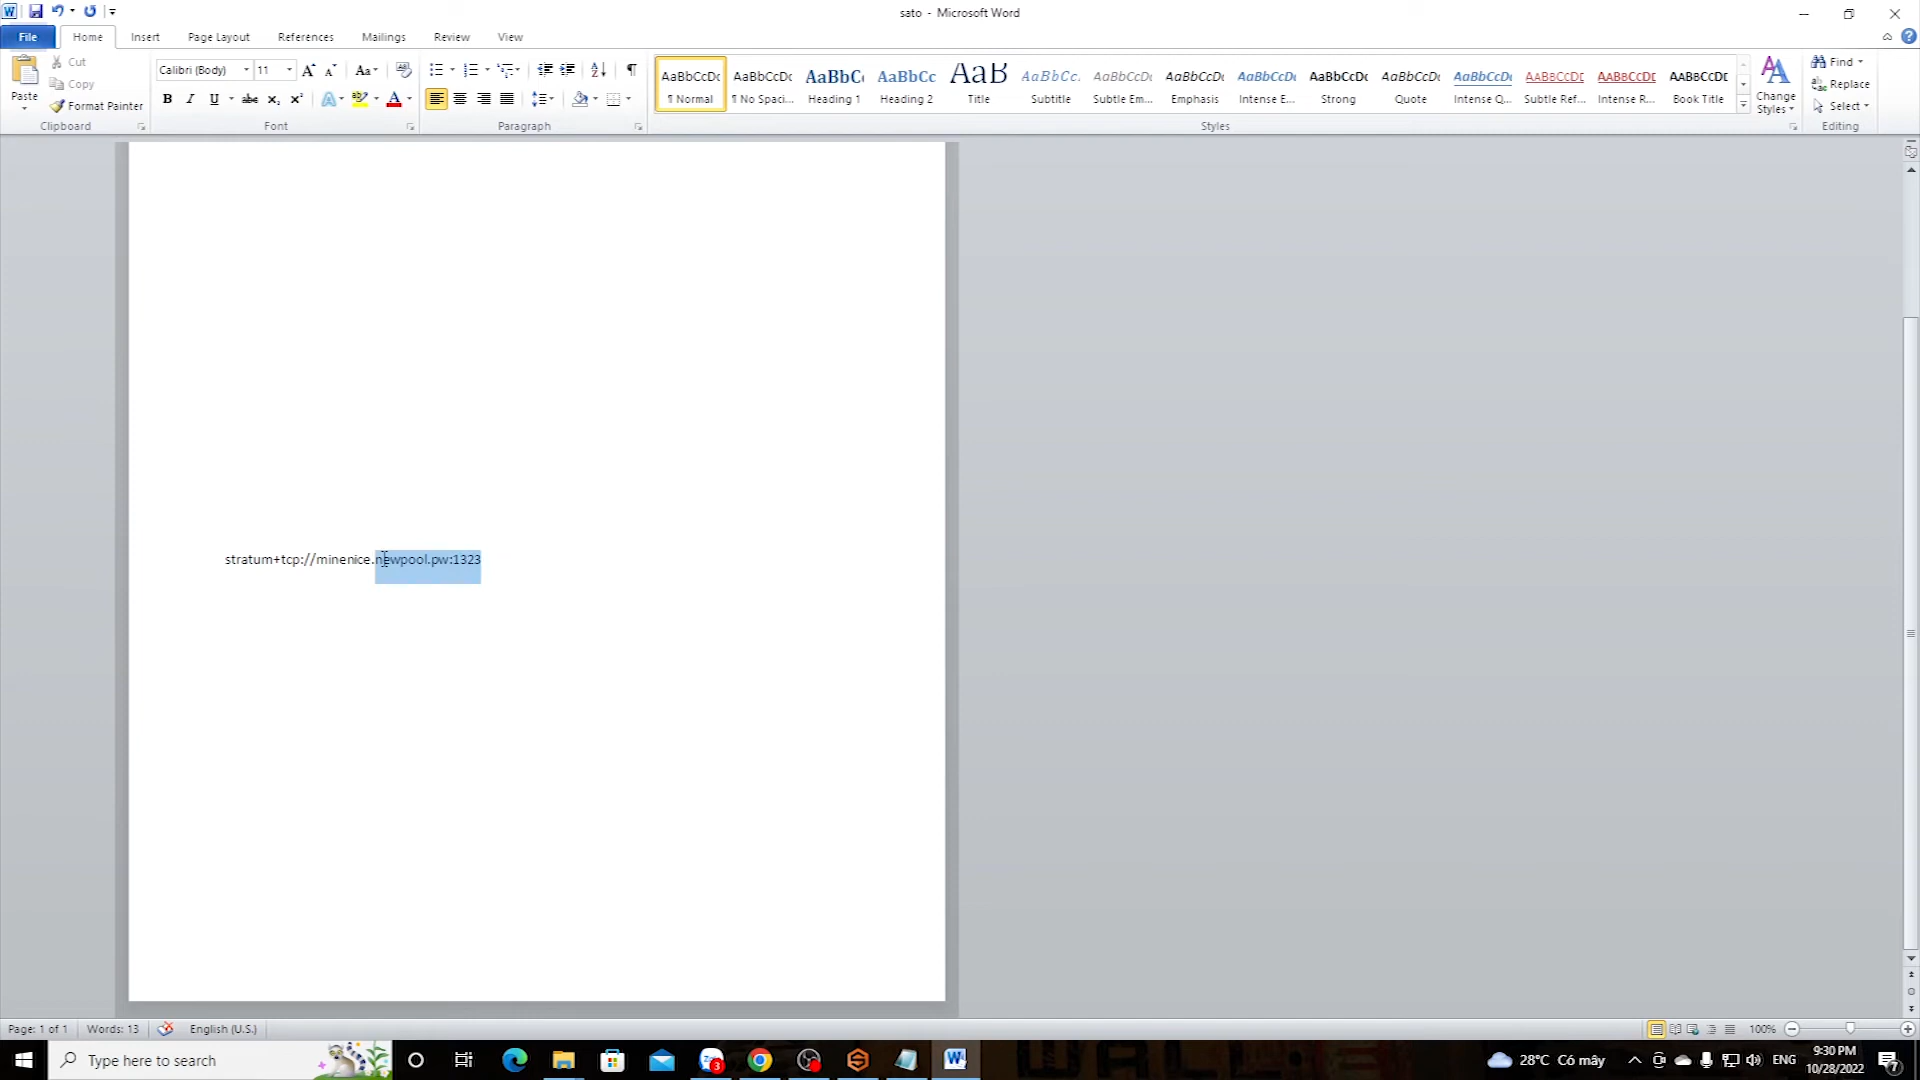 sato - Microsoft Word
File Home Insert Page Layout References Mailings Review View
Paste
Cut
Copy
Format Painter
Clipboard
Calibri (Body) 11
Font
Paragraph
AaBbCcDc AaBbCcDc AaBbC AaBbCc AaB AaBbCc. AaBbCcDc AaBbCcDc AaBbCcDc AaBbCcDc AaBbCcDc AaBbCcDc AABBCCDE AABBCCDE AABBCCDE
¶ Normal ¶ No Spaci... Heading 1 Heading 2 Title Subtitle Subtle Em... Emphasis Intense E... Strong Quote Intense Q... Subtle Ref... Intense R... Book Title
Styles
Change Styles
Find
Replace
Select
Editing
stratum+tcp://minenice.newpool.pw:1323
Page: 1 of 1 Words: 13 English (U.S.) 100%
Type here to search
28°C Có mây ENG
9:30 PM
10/28/2022